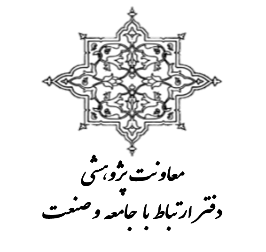 معاونت پژوهشی
دفتر ارتباط با جامعه و صنعت